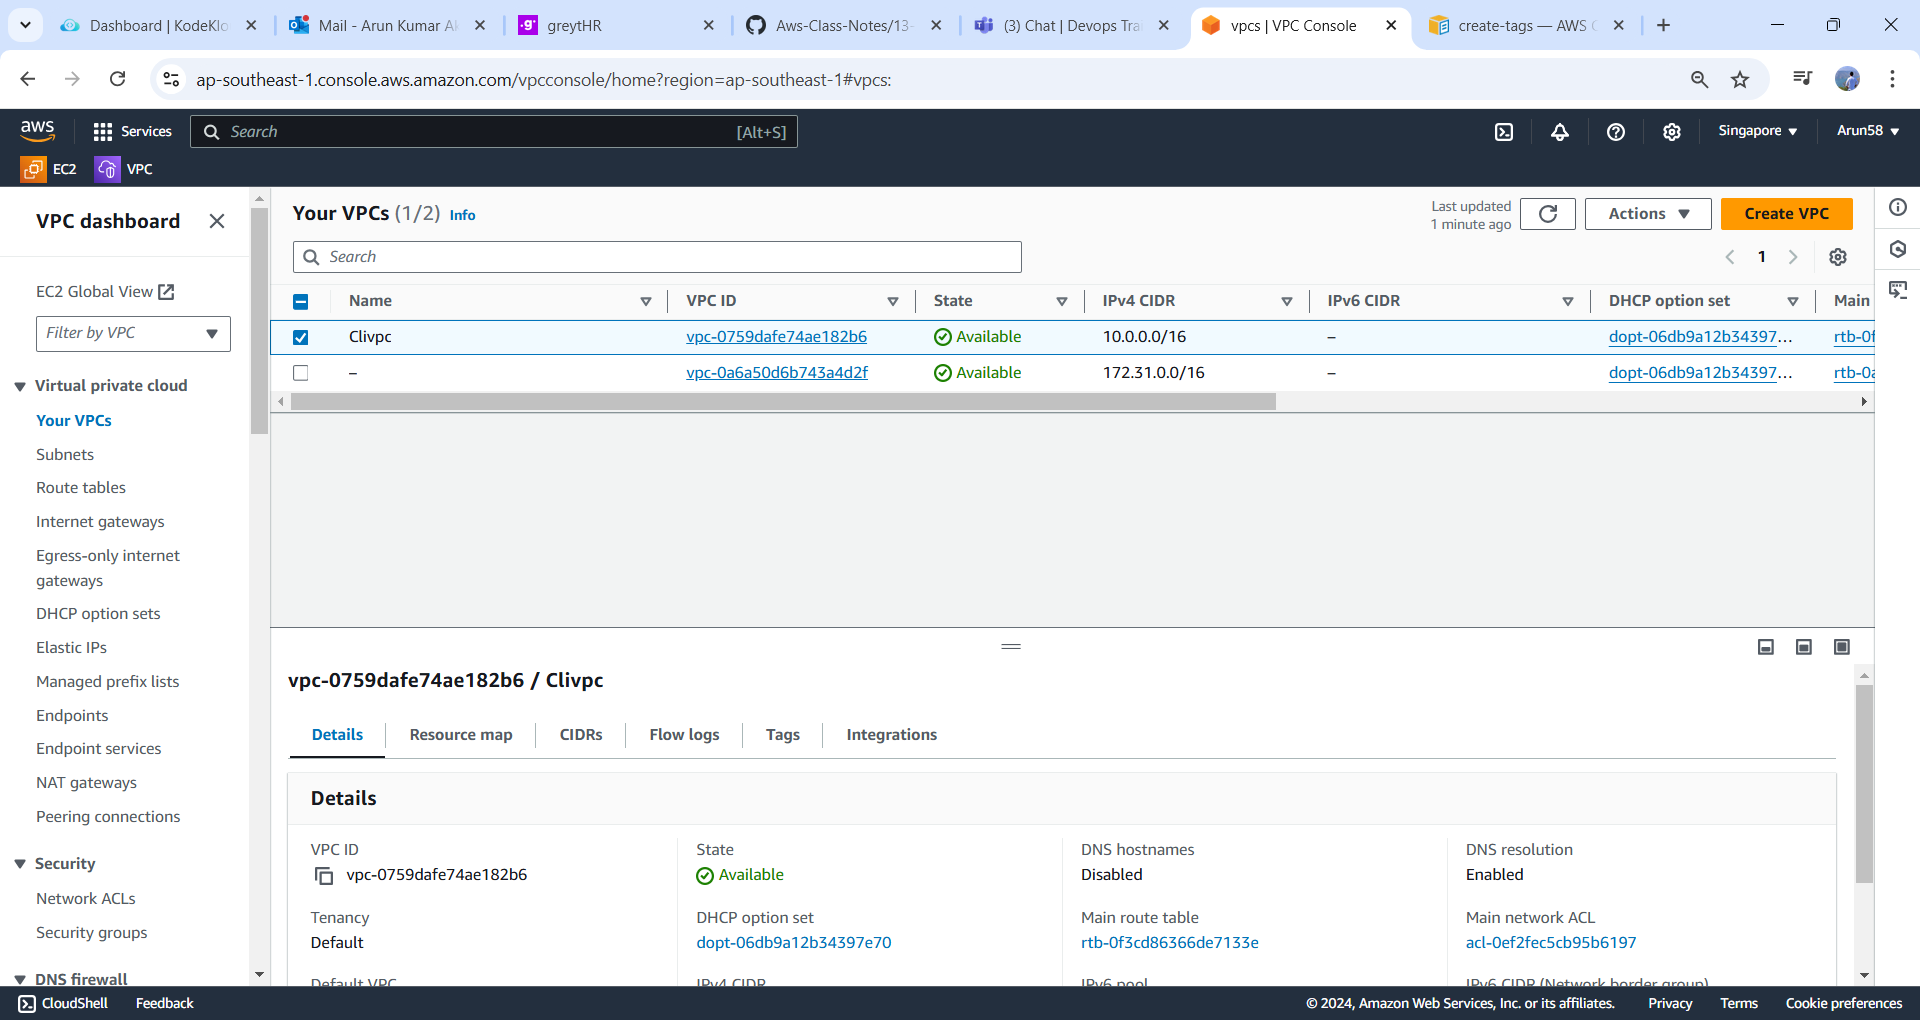 Dashboard | KodeKlo
Mail - Arun Kumar Ak
greytHR
Aws-Class-Notes/13-
(3) Chat | Devops Trai
vpcs | VPC Console
create-tags — AWS C
ap-southeast-1.console.aws.amazon.com/vpcconsole/home?region=ap-southeast-1#vpcs:
aws
Services
Search
[Alt+S]
Singapore
Arun58
EC2
VPC
VPC dashboard
EC2 Global View
Filter by VPC
Virtual private cloud
Your VPCs
Subnets
Route tables
Internet gateways
Egress-only internet
gateways
DHCP option sets
Elastic IPs
Managed prefix lists
Endpoints
Endpoint services
NAT gateways
Peering connections
Security
Network ACLs
Security groups
DNS firewall
Your VPCs (1/2) Info
Last updated
1 minute ago
Actions
Create VPC
Search
1
Name VPC ID State IPv4 CIDR IPv6 CIDR DHCP option set Main
Clivpc vpc-0759dafe74ae182b6 Available 10.0.0.0/16 – dopt-06db9a12b34397... rtb-0f
– vpc-0a6a50d6b743a4d2f Available 172.31.0.0/16 – dopt-06db9a12b34397... rtb-0a
vpc-0759dafe74ae182b6 / Clivpc
Details Resource map CIDRs Flow logs Tags Integrations
Details
VPC ID
vpc-0759dafe74ae182b6
State
Available
DNS hostnames
Disabled
DNS resolution
Enabled
Tenancy
Default
DHCP option set
dopt-06db9a12b34397e70
Main route table
rtb-0f3cd86366de7133e
Main network ACL
acl-0ef2fec5cb95b6197
Default VPC
IPv4 CIDR
IPv6 pool
IPv6 CIDR (Network border group)
CloudShell
Feedback
© 2024, Amazon Web Services, Inc. or its affiliates.
Privacy
Terms
Cookie preferences